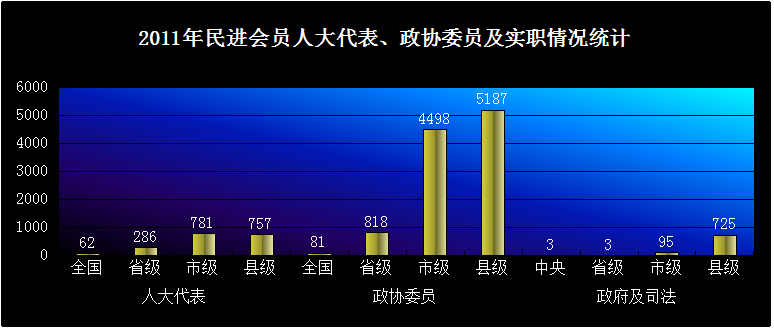 2011年民进会员人大代表、政协委员及实职情况统计
6000
5000
4000
3000
2000
1000
0
62 286 781 757 81 818 4498 5187 3 3 95 725
全国 省级 市级 县级 全国 省级 市级 县级 中央 省级 市级 县级
人大代表 政协委员 政府及司法